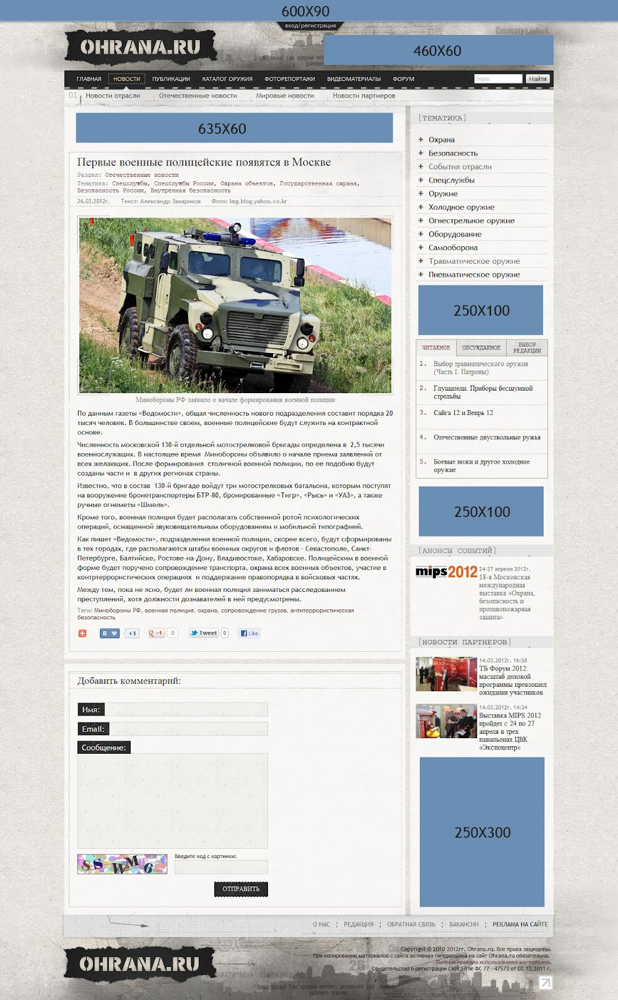 600X90
вход/регистрация
OHRANA.RU
460X60
ГЛАВНАЯ НОВОСТИ ПУБЛИКАЦИИ КАТАЛОГ ОРУЖИЯ ФОТОРЕПОРТАЖИ ВИДЕОМАТЕРИАЛЫ ФОРУМ
Яндекс Найти
01 Новости отрасли Отечественные новости Мировые новости Новости партнеров
635X60
Первые военные полицейские появятся в Москве
Раздел: Отечественные новости
Тематика: Спецслужбы, Спецслужбы России, Охрана объектов, Государственная охрана,
Безопасность России, Внутренняя безопасность
26.03.2012г. Текст: Александр Захариков Фото: img.blog.yahoo.co.kr
Минобороны РФ заявило о начале формирования военной полиции
По данным газеты «Ведомости», общая численность нового подразделения составит порядка 20
тысяч человек. В большинстве своем, военные полицейские будут служить на контрактной
основе.
Численность московской 130-й отдельной мотострелковой бригады определена в 2,5 тысячи
военнослужащих. В настоящее время Минобороны объявило о начале приема заявлений от
всех желающих. После формирования столичной военной полиции, по ее подобию будут
созданы части и в других регионах страны.
Известно, что в состав 130-й бригаде войдут три мотострелковых батальона, которым поступят
на вооружение бронетранспортеры БТР-80, бронированные «Тигр», «Рысь» и «УАЗ», а также
ручные огнеметы «Шмель».
Кроме того, военная полиция будет располагать собственной ротой психологических
операций, оснащенной звуковещательным оборудованием и мобильной типографией.
Как пишет «Ведомости», подразделения военной полиции, скорее всего, будут сформированы
в тех городах, где располагаются штабы военных округов и флотов - Севастополе, Санкт-
Петербурге, Балтийске, Ростове-на-Дону, Владивостоке, Хабаровске. Полицейским в военной
форме будет поручено сопровождение транспорта, охрана всех военных объектов, участие в
контртеррористических операциях и поддержание правопорядка в войсковых частях.
Между тем, пока не ясно, будет ли военная полиция заниматься расследованием
преступлений, хотя должности дознавателей в ней предусмотрены.
Теги: Минобороны РФ, военная полиция, охрана, сопровождение грузов, антитеррористическая
безопасность
В +1 g +1 0 Tweet 0 Like
Добавить комментарий:
Имя:
Email:
Сообщение:
SSWM6
Введите код с картинки:
ОТПРАВИТЬ
[ТЕМАТИКА]
+ Охрана
+ Безопасность
+ События отрасли
+ Спецслужбы
+ Оружие
+ Холодное оружие
+ Огнестрельное оружие
+ Оборудование
+ Самооборона
+ Травматическое оружие
+ Пневматическое оружие
250X100
ЧИТАЕМОЕ ОБСУЖДАЕМОЕ ВЫБОР
РЕДАКЦИИ
1. Выбор травматического оружия
(Часть I. Патроны)
2. Глушители. Приборы бесшумной
стрельбы
3. Сайга 12 и Вепрь 12
4. Отечественные двуствольные ружья
5. Боевые ножи и другое холодное
оружие
250X100
[АНОНСЫ СОБЫТИЙ]
mips2012
24-27 апреля 2012г.
18-я Московская
международная
выставка «Охрана,
безопасность и
противопожарная
защита»
[НОВОСТИ ПАРТНЕРОВ]
14.03.2012г. 16:58
ТБ Форум 2012:
масштаб деловой
программы превзошел
ожидания участников
14.03.2012г. 14:34
Выставка MIPS 2012
пройдет с 24 по 27
апреля в трех
павильонах ЦВК
«Экспоцентр»
250X300
О НАС ¦ РЕДАКЦИЯ ¦ ОБРАТНАЯ СВЯЗЬ ¦ ВАКАНСИИ ¦ РЕКЛАМА НА САЙТЕ
OHRANA.RU
Copyright © 2010-2012гг. Ohrana.ru. Все права защищены.
При копировании материалов с сайта активная гиперссылка на сайт Ohrana.ru обязательна.
Полные правила использования материалов.
Свидетельство о регистрации СМИ ЭЛ № ФС 77 - 47573 от 02.12.2011 г.